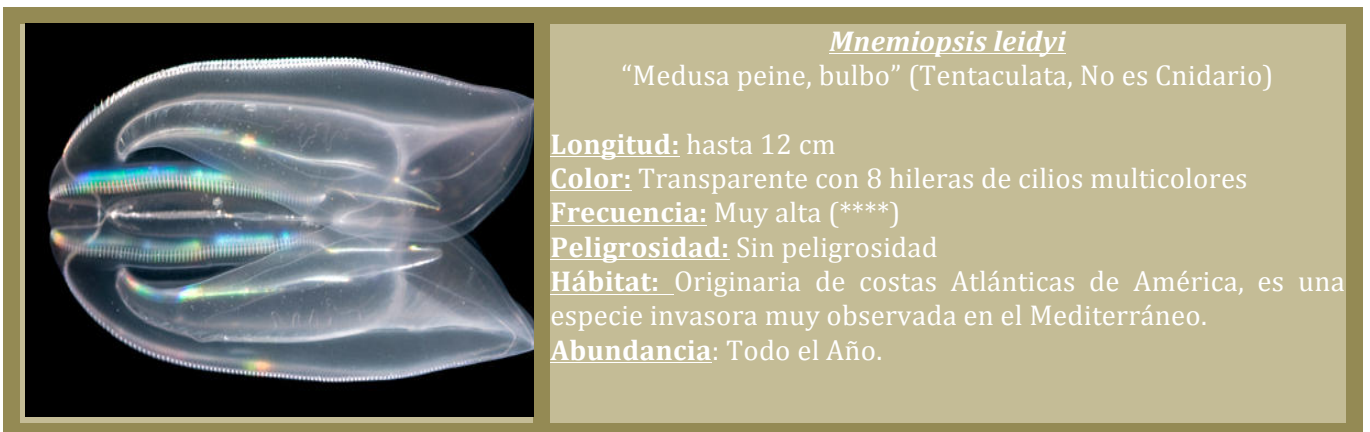 Mnemiopsis leidyi
“Medusa peine, bulbo” (Tentaculata, No es Cnidario)
Longitud: hasta 12 cm
Color: Transparente con 8 hileras de cilios multicolores
Frecuencia: Muy alta (****)
Peligrosidad: Sin peligrosidad
Hábitat: Originaria de costas Atlánticas de América, es una
especie invasora muy observada en el Mediterráneo.
Abundancia: Todo el Año.